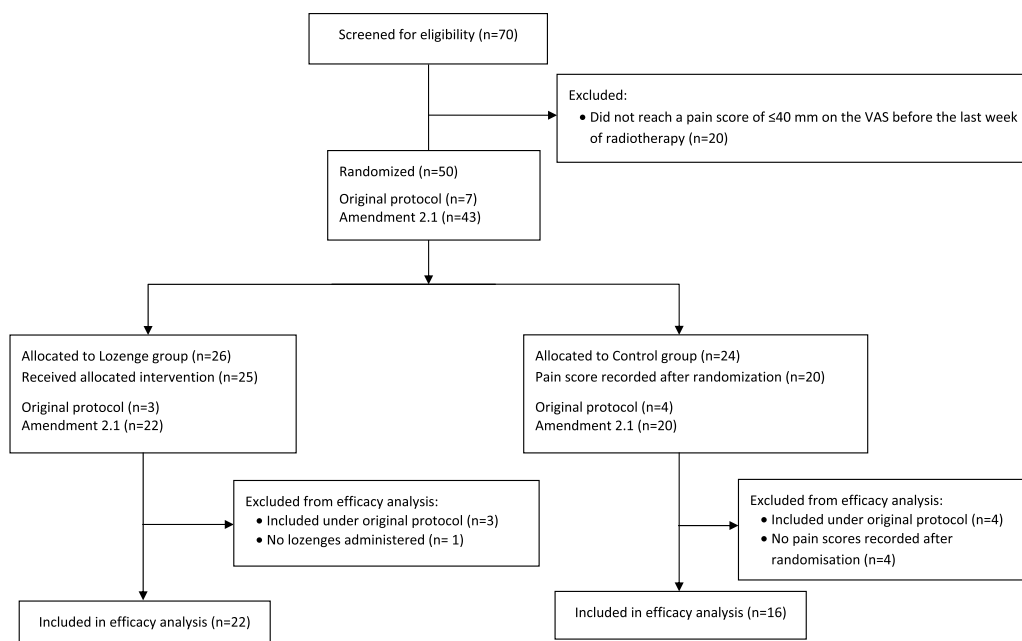 Screened for eligibility (n=70)
Excluded:
• Did not reach a pain score of ≤40 mm on the VAS before the last week
of radiotherapy (n=20)
Randomized (n=50)
Original protocol (n=7)
Amendment 2.1 (n=43)
Allocated to Lozenge group (n=26)
Received allocated intervention (n=25)
Original protocol (n=3)
Amendment 2.1 (n=22)
Allocated to Control group (n=24)
Pain score recorded after randomization (n=20)
Original protocol (n=4)
Amendment 2.1 (n=20)
Excluded from efficacy analysis:
• Included under original protocol (n=3)
• No lozenges administered (n= 1)
Excluded from efficacy analysis:
• Included under original protocol (n=4)
• No pain scores recorded after
randomisation (n=4)
Included in efficacy analysis (n=22)
Included in efficacy analysis (n=16)